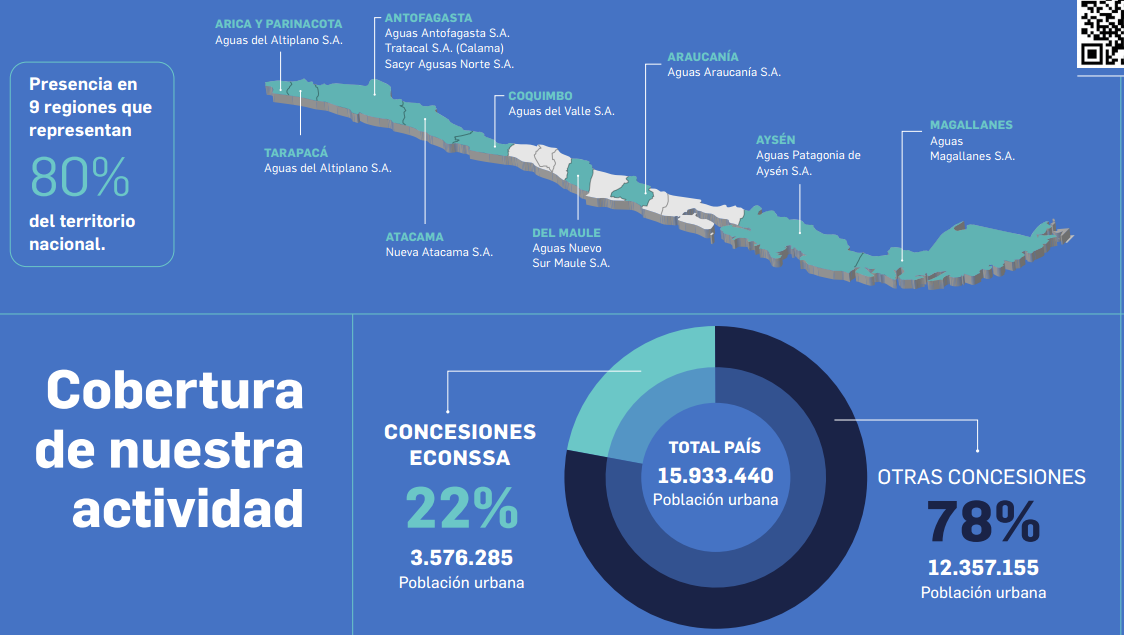 Presencia en
9 regiones que
representan
80%
del territorio
nacional.
ARICA Y PARINACOTA
Aguas del Altiplano S.A.
ANTOFAGASTA
Aguas Antofagasta S.A.
Tratacal S.A. (Calama)
Sacyr Agusas Norte S.A.
ARAUCANÍA
Aguas Araucanía S.A.
COQUIMBO
Aguas del Valle S.A.
MAGALLANES
Aguas
Magallanes S.A.
AYSÉN
Aguas Patagonia de
Aysén S.A.
TARAPACÁ
Aguas del Altiplano S.A.
ATACAMA
Nueva Atacama S.A.
DEL MAULE
Aguas Nuevo
Sur Maule S.A.
Cobertura
de nuestra
actividad
CONCESIONES
ECONSSA
22%
3.576.285
Población urbana
TOTAL PAÍS
15.933.440
Población urbana
OTRAS CONCESIONES
78%
12.357.155
Población urbana